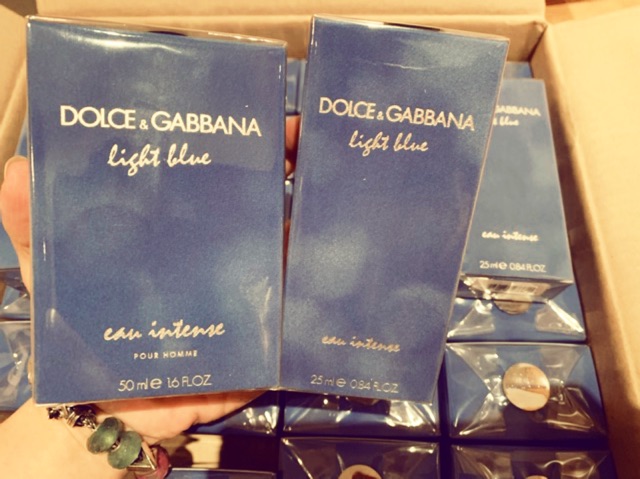 DOLCE & GABBANA
light blue
eau intense
POUR HOMME
50 ml e 1.6 FL.OZ
DOLCE & GABBANA
light blue
eau intense
25 ml e 0.84 FL.OZ
GABBANA
blue
eau intense
25 ml e 0.84 FL.OZ